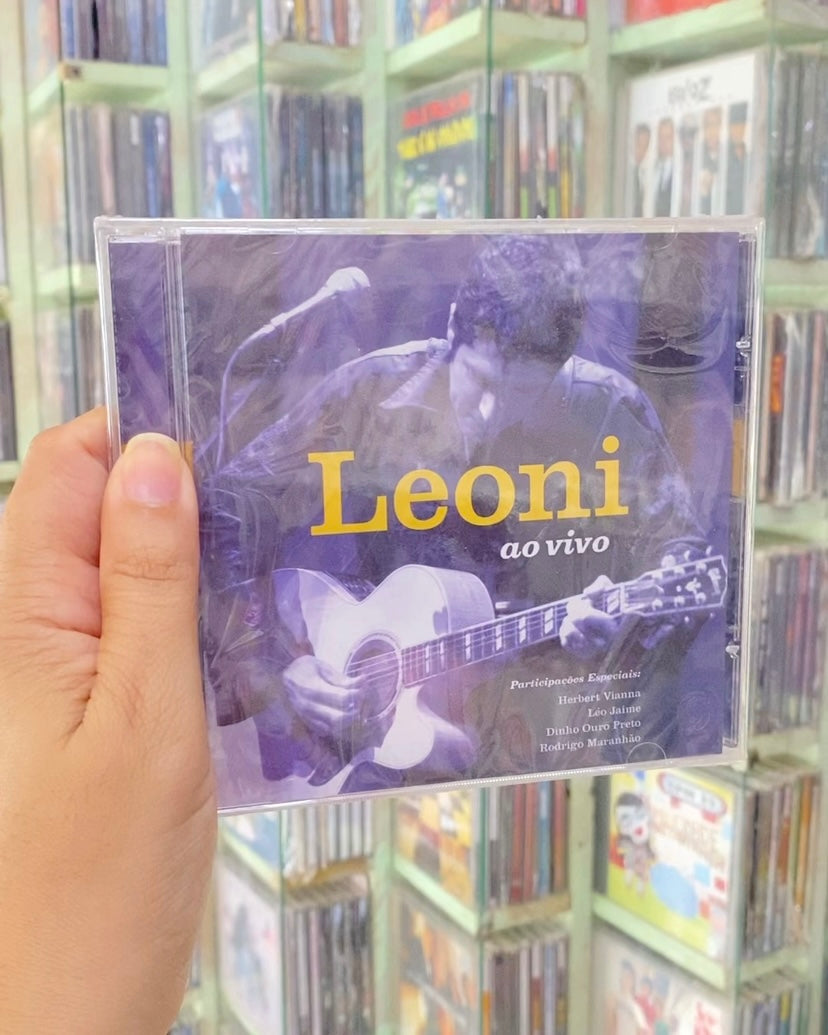 Leoni
ao vivo
Participações Especiais:
Herbert Vianna
Léo Jaime
Dinho Ouro Preto
Rodrigo Maranhão